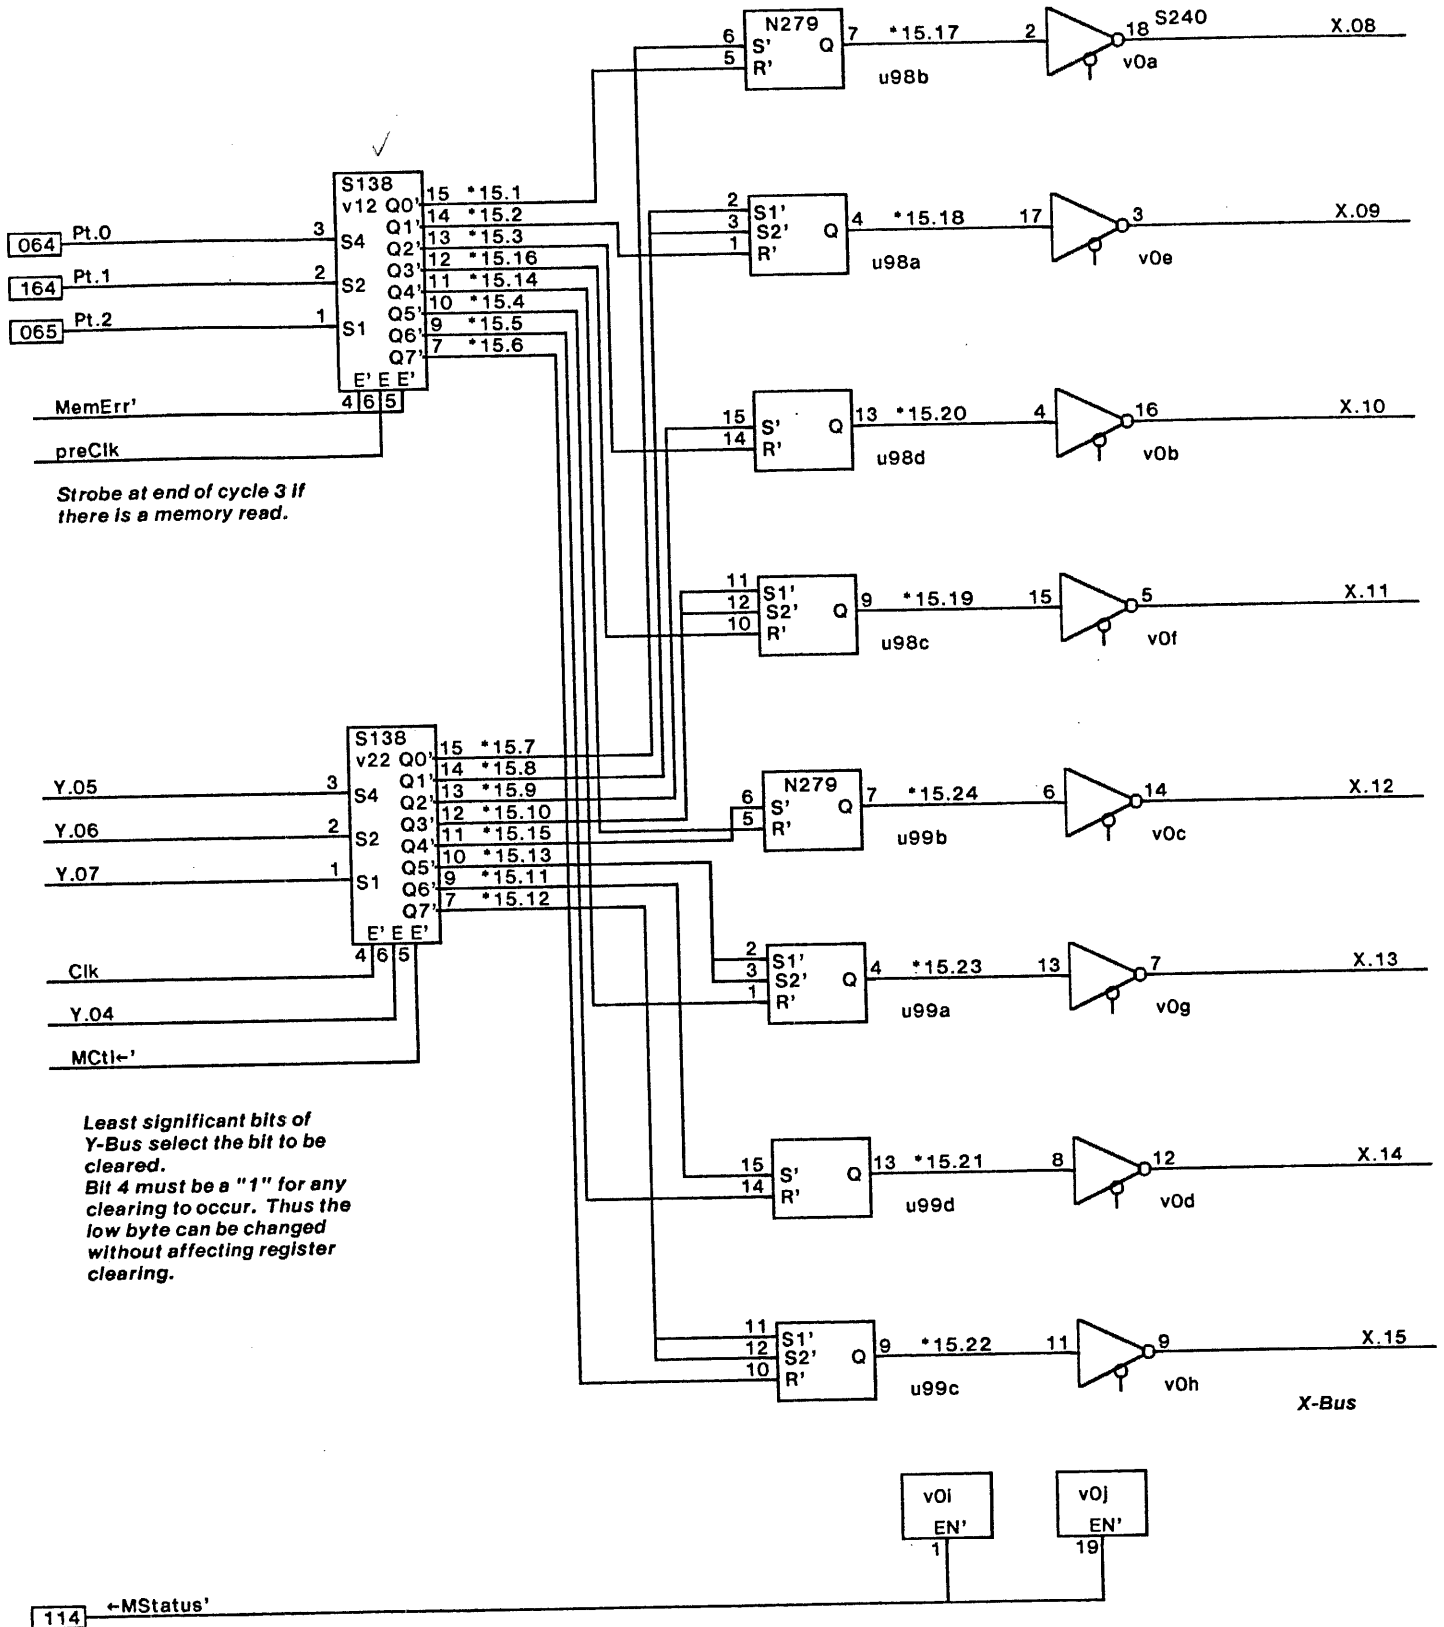 N279
6 S' Q 7 *15.17 2 18 S240 X.08
5 R'
u98b v0a
S138
v12 Q0' 15 *15.1
Q1' 14 *15.2
Q2' 13 *15.3
Q3' 12 *15.16
Q4' 11 *15.14
Q5' 10 *15.4
Q6' 9 *15.5
Q7' 7 *15.6
064 Pt.0 3 S4
164 Pt.1 2 S2
065 Pt.2 1 S1
E' E E'
4 6 5
MemErr'
preClk
Strobe at end of cycle 3 if
there is a memory read.
2 S1'
3 S2' Q 4 *15.18 17 3 X.09
1 R'
u98a v0e
15 S' Q 13 *15.20 4 16 X.10
14 R'
u98d v0b
11 S1'
12 S2' Q 9 *15.19 15 5 X.11
10 R'
u98c v0f
S138
v22 Q0' 15 *15.7
Q1' 14 *15.8
Q2' 13 *15.9
Q3' 12 *15.10
Q4' 11 *15.15
Q5' 10 *15.13
Q6' 9 *15.11
Q7' 7 *15.12
Y.05 3 S4
Y.06 2 S2
Y.07 1 S1
E' E E'
4 6 5
Clk
Y.04
MCtl←'
Least significant bits of
Y-Bus select the bit to be
cleared.
Bit 4 must be a "1" for any
clearing to occur. Thus the
low byte can be changed
without affecting register
clearing.
N279
6 S' Q 7 *15.24 6 14 X.12
5 R'
u99b v0c
2 S1'
3 S2' Q 4 *15.23 13 7 X.13
1 R'
u99a v0g
15 S' Q 13 *15.21 8 12 X.14
14 R'
u99d v0d
11 S1'
12 S2' Q 9 *15.22 11 9 X.15
10 R'
u99c v0h
X-Bus
v0i v0j
EN' EN'
1 19
114 ←MStatus'